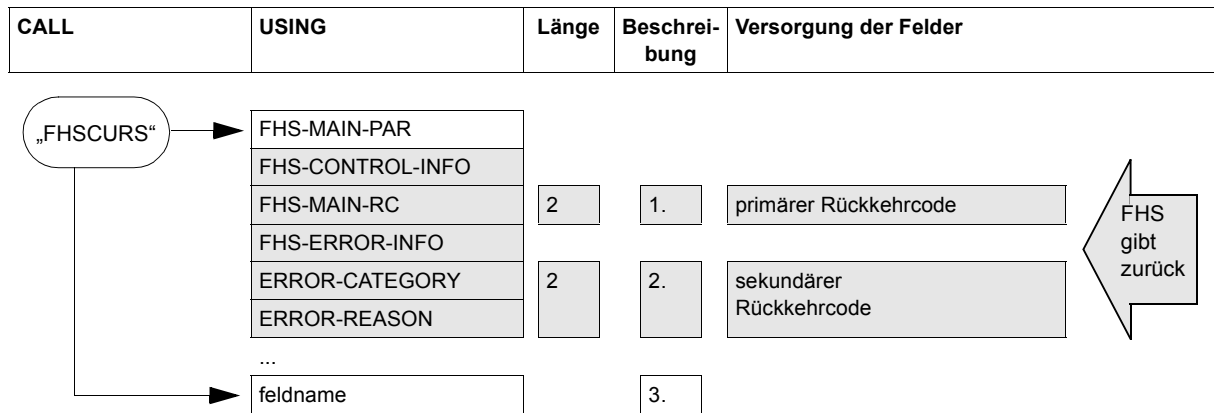 CALL USING Länge Beschrei-
bung Versorgung der Felder
„FHSCURS“ FHS-MAIN-PAR
FHS-CONTROL-INFO
FHS-MAIN-RC 2 1. primärer Rückkehrcode
FHS-ERROR-INFO
ERROR-CATEGORY 2 2. sekundärer
Rückkehrcode
ERROR-REASON
FHS
gibt
zurück
...
feldname 3.